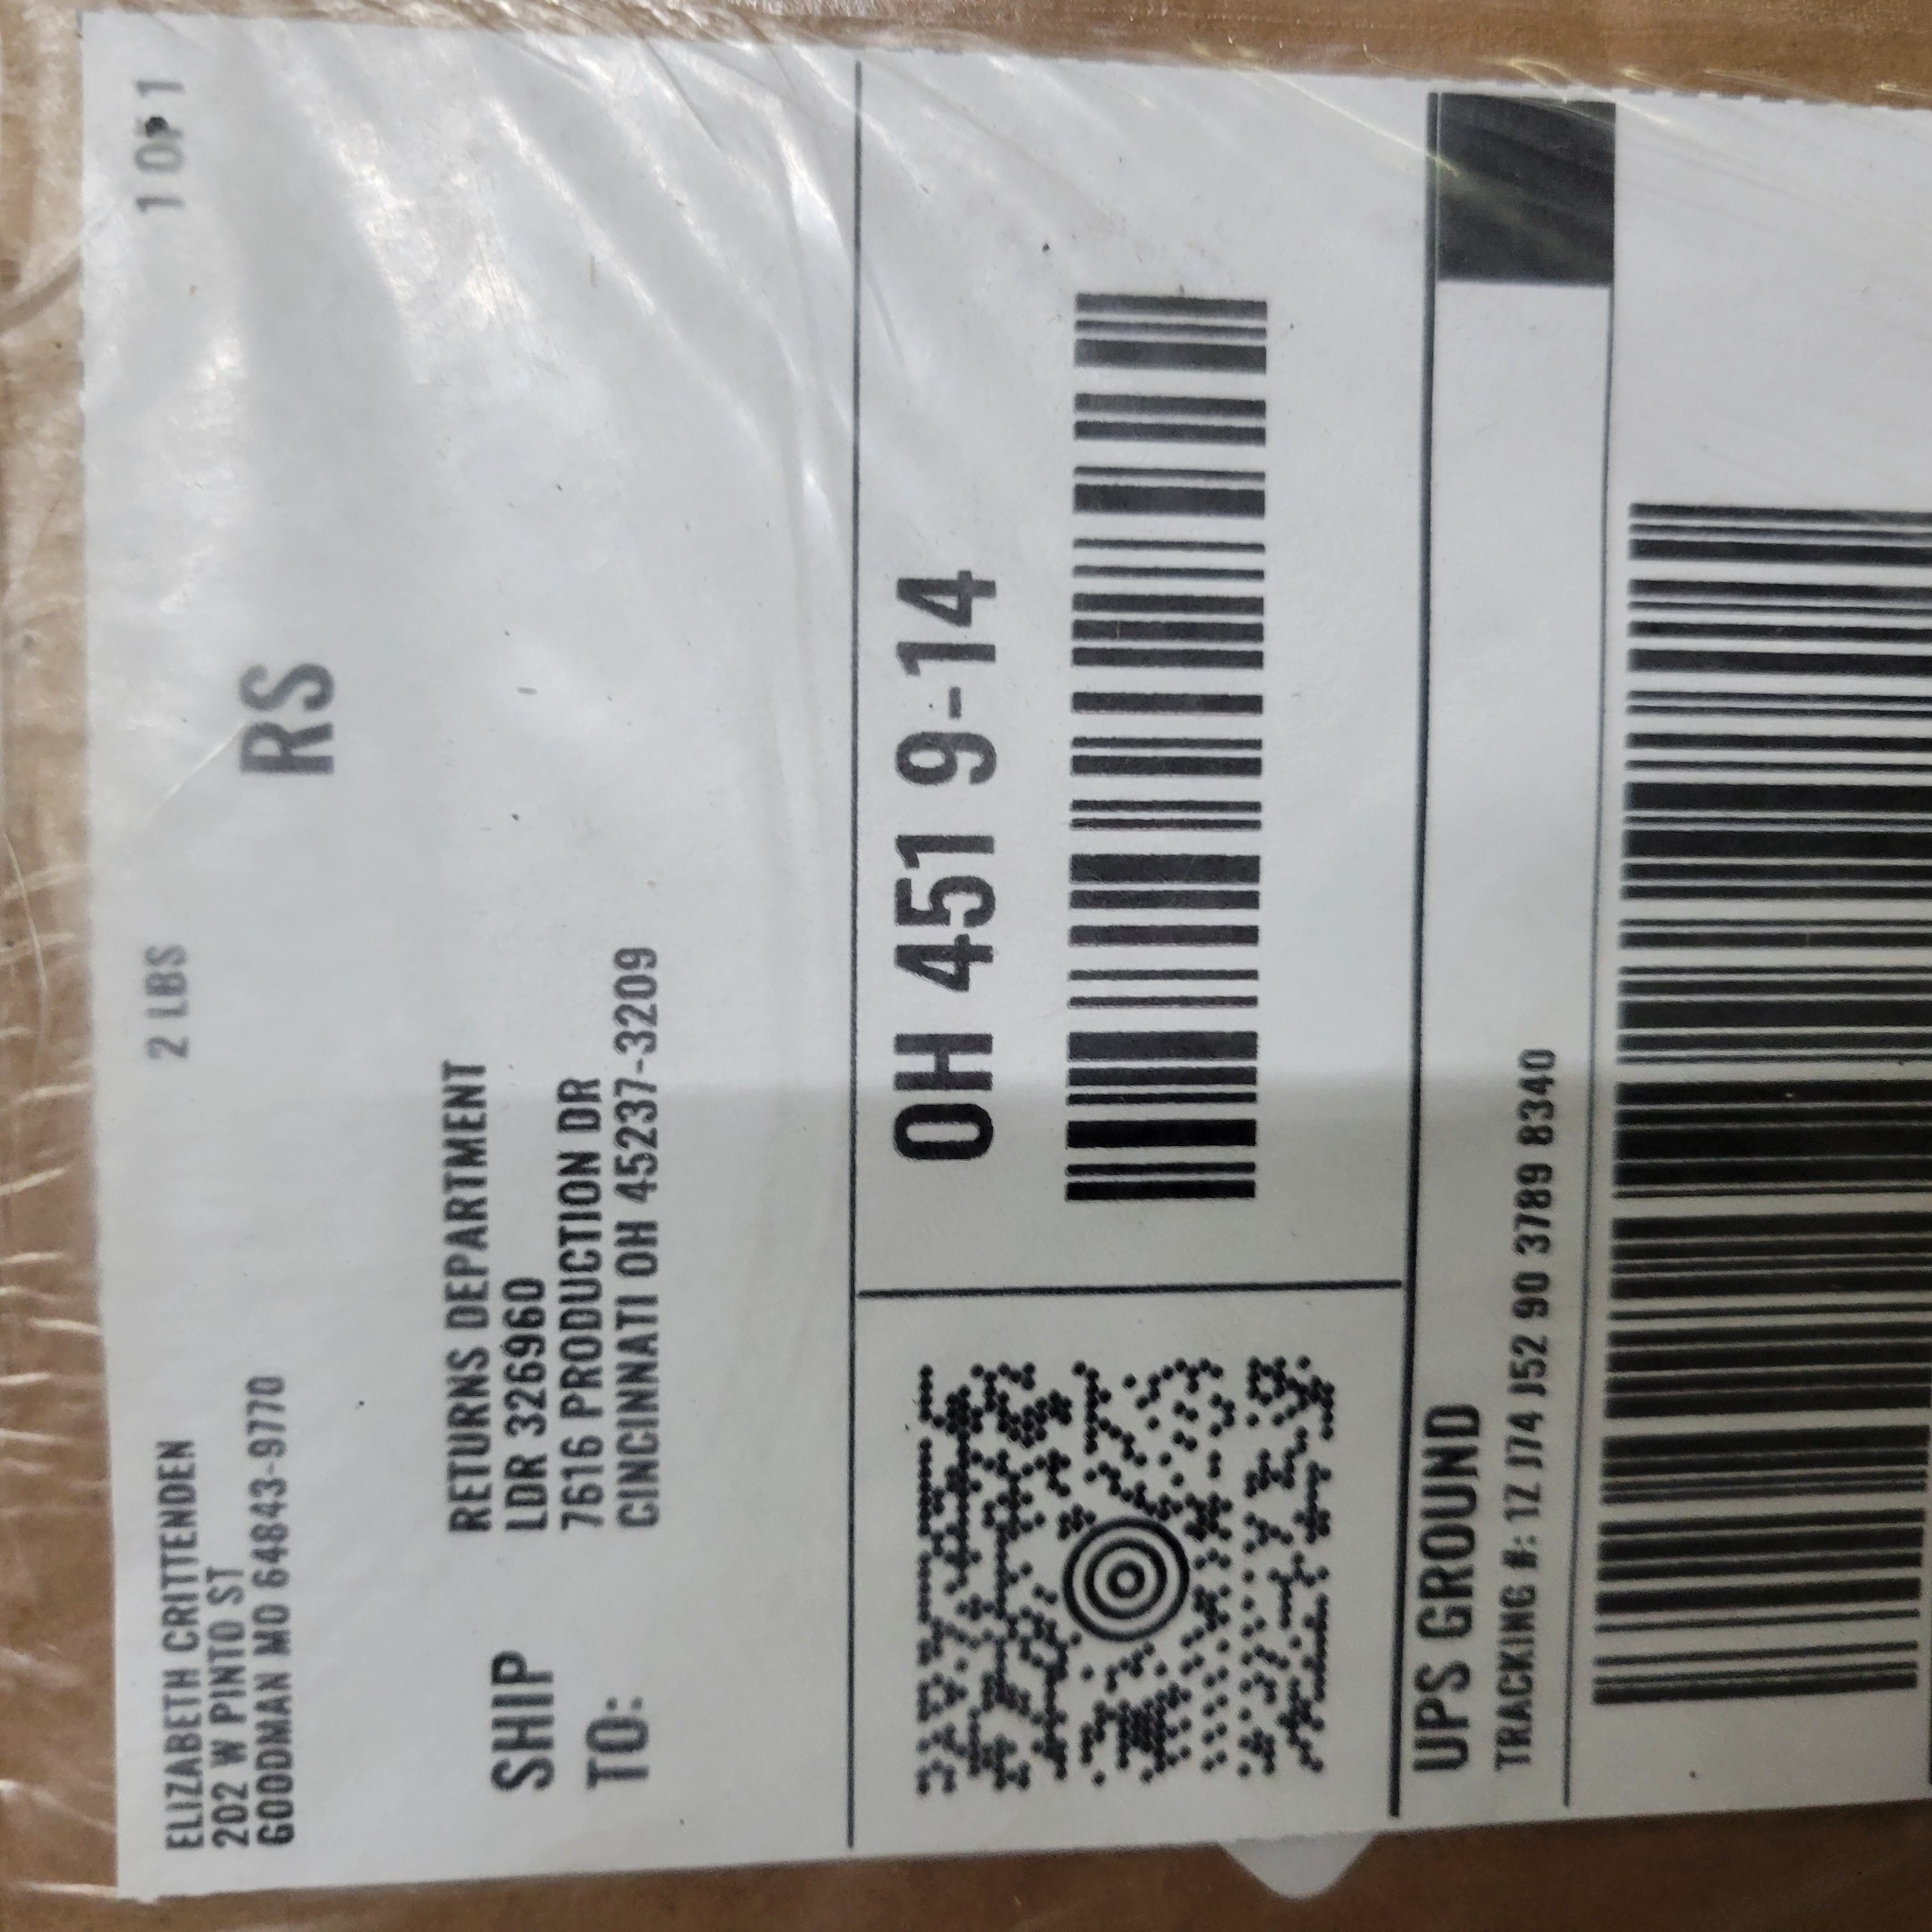 ELIZABETH CRITTENDEN
202 W PINTO ST
GOODMAN MO 64843-9770
2 LBS
1 OF 1
RS
SHIP TO:
RETURNS DEPARTMENT
LDR 326960
7616 PRODUCTION DR
CINCINNATI OH 45237-3209
OH 451 9-14
UPS GROUND
TRACKING #: 1Z J74 J52 90 3789 8340